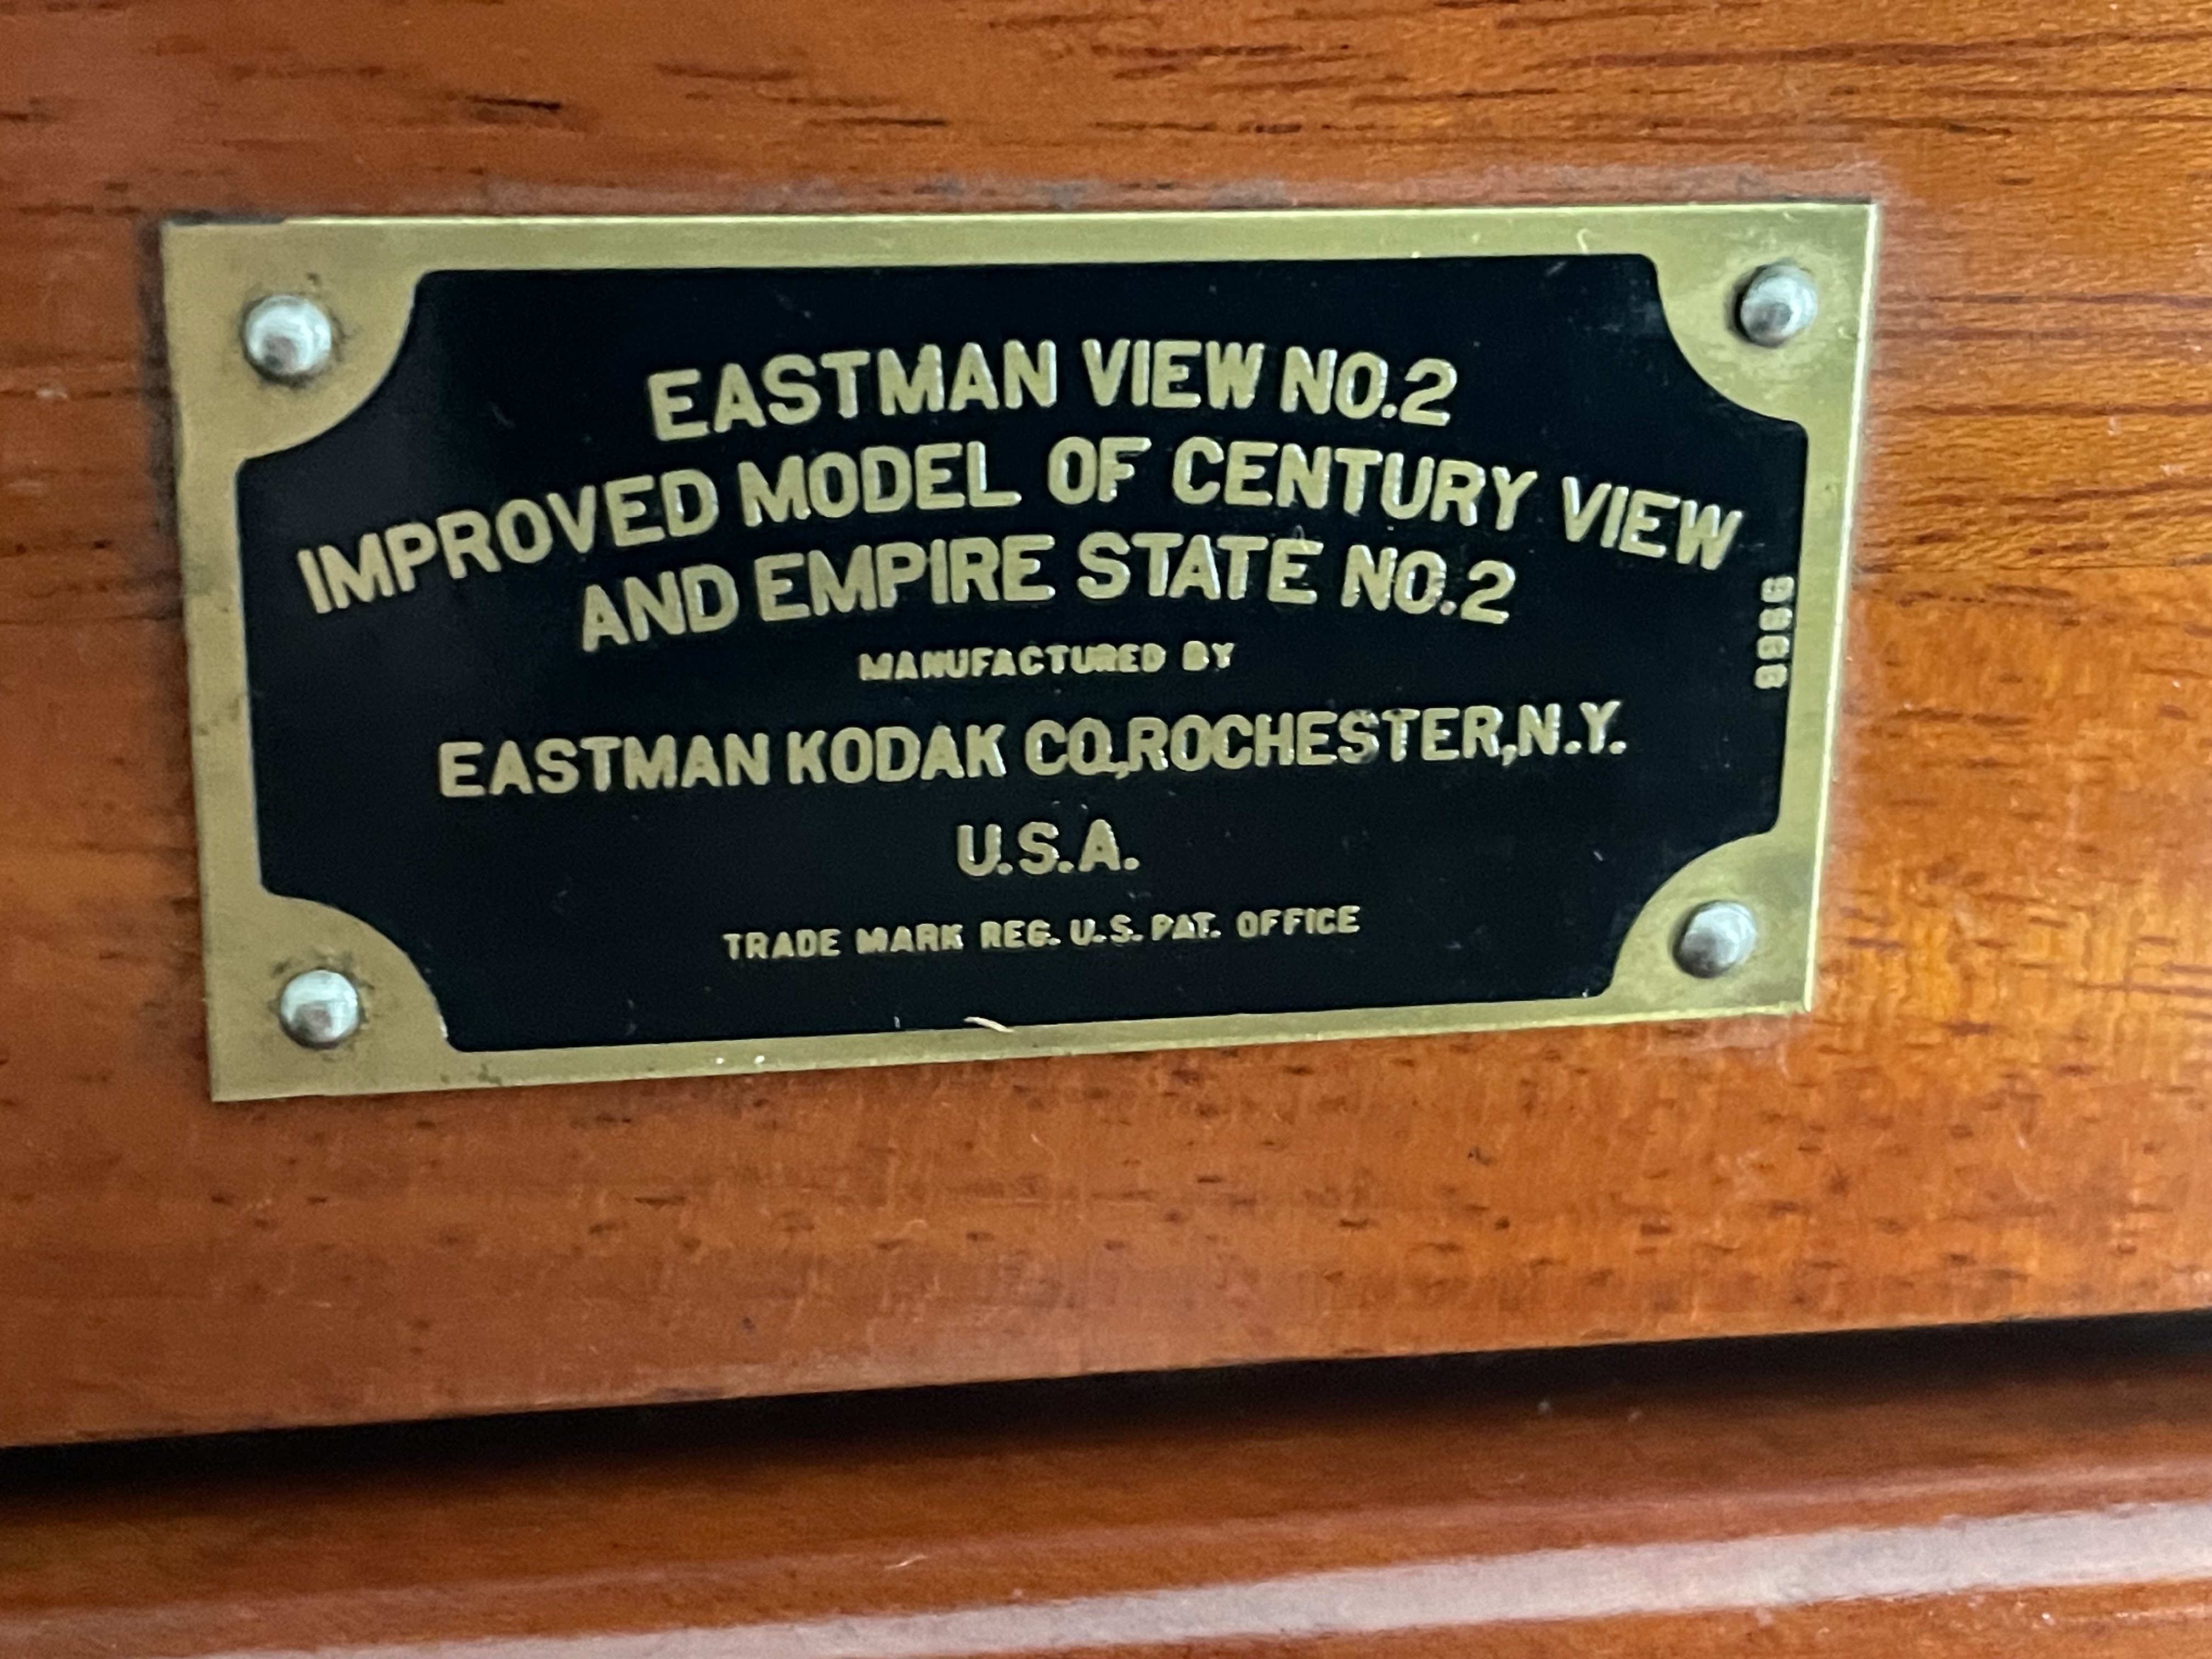 EASTMAN VIEW NO.2
IMPROVED MODEL OF CENTURY VIEW
AND EMPIRE STATE NO.2
MANUFACTURED BY
EASTMAN KODAK CO.,ROCHESTER,N.Y.
U.S.A.
TRADE MARK REG. U.S. PAT. OFFICE